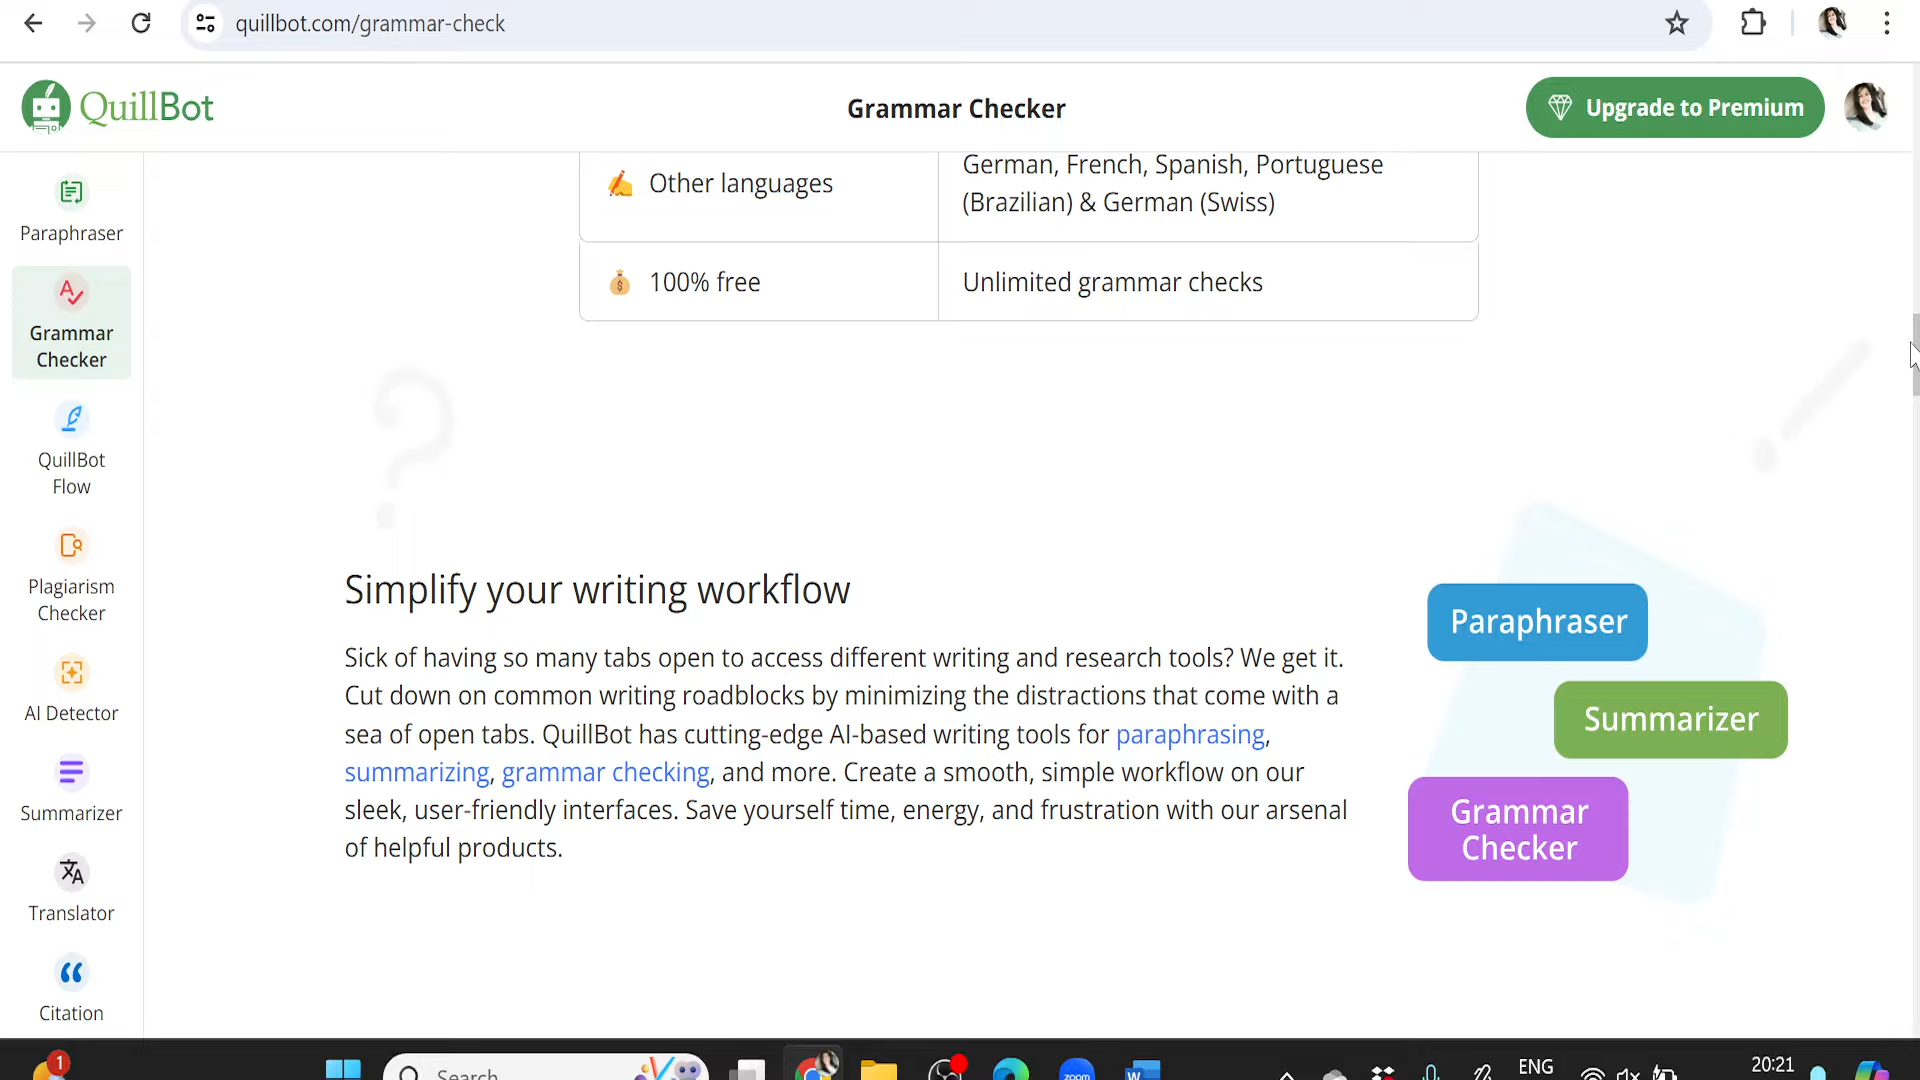 quillbot.com/grammar-check
QuillBot
Grammar Checker
Upgrade to Premium
Paraphraser
Grammar
Checker
QuillBot
Flow
Plagiarism
Checker
AI Detector
Summarizer
Translator
Citation
Other languages
German, French, Spanish, Portuguese
(Brazilian) & German (Swiss)
100% free
Unlimited grammar checks
Simplify your writing workflow
Sick of having so many tabs open to access different writing and research tools? We get it.
Cut down on common writing roadblocks by minimizing the distractions that come with a
sea of open tabs. QuillBot has cutting-edge AI-based writing tools for paraphrasing,
summarizing, grammar checking, and more. Create a smooth, simple workflow on our
sleek, user-friendly interfaces. Save yourself time, energy, and frustration with our arsenal
of helpful products.
Paraphraser
Summarizer
Grammar
Checker
1
Search
zoom
W
ENG
20:21